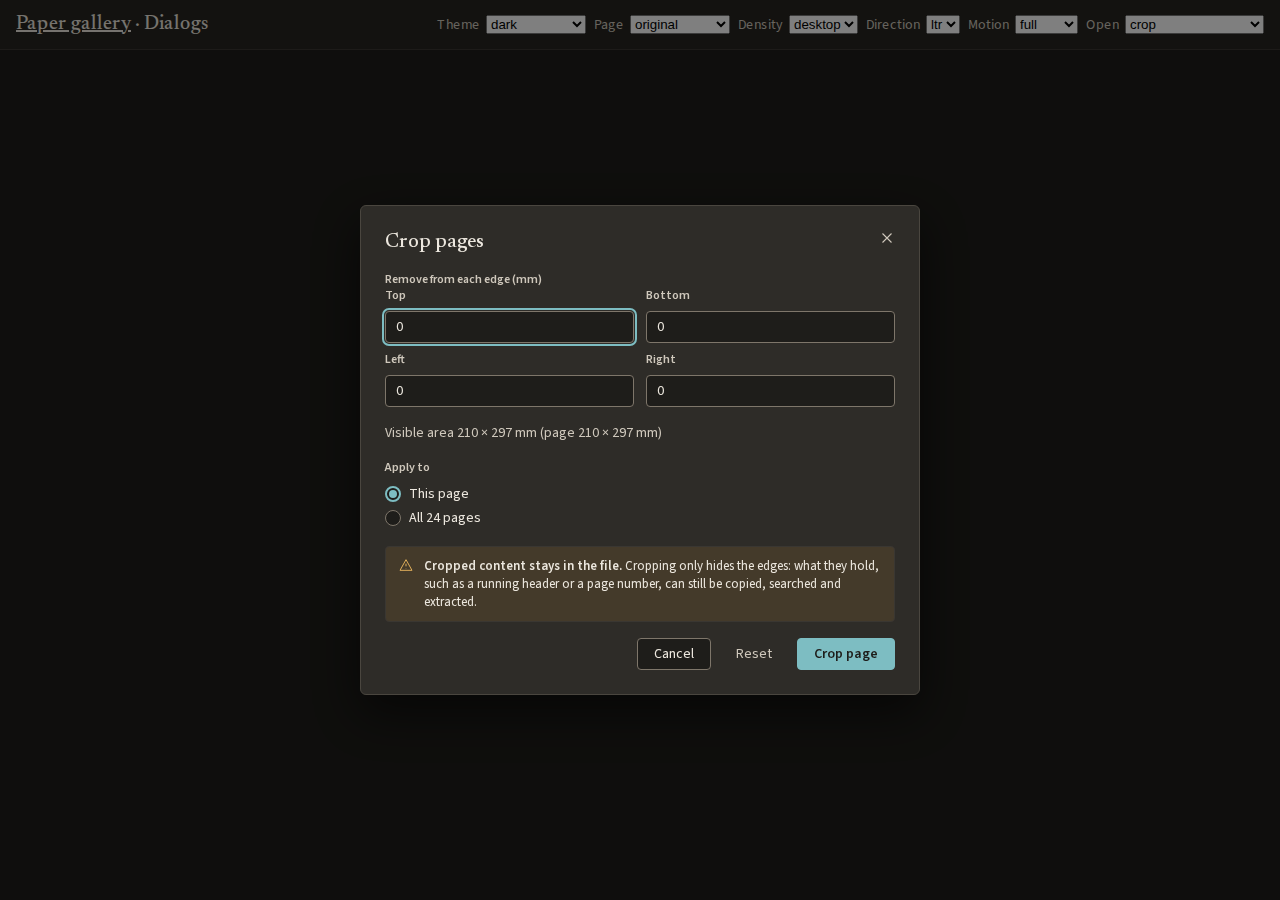 Paper gallery · Dialogs
Theme dark Page original Density desktop Direction ltr Motion full Open crop
Crop pages
Remove from each edge (mm)
Top Bottom
0 0
Left Right
0 0
Visible area 210 × 297 mm (page 210 × 297 mm)
Apply to
This page
All 24 pages
Cropped content stays in the file. Cropping only hides the edges: what they hold,
such as a running header or a page number, can still be copied, searched and
extracted.
Cancel Reset Crop page